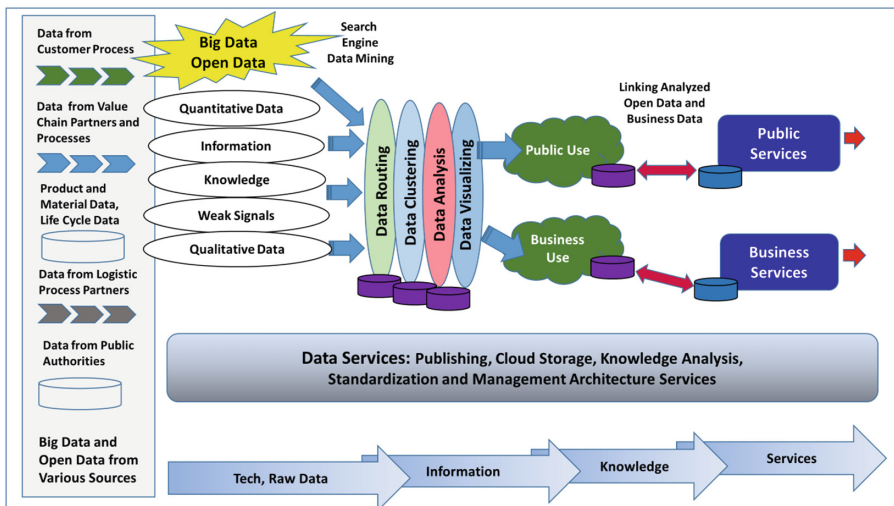 Data from
Customer Process
Data from Value
Chain Partners and
Processes
Product and
Material Data,
Life Cycle Data
Data from Logistic
Process Partners
Data from Public
Authorities
Big Data and
Open Data from
Various Sources
Big Data
Open Data
Search
Engine
Data Mining
Quantitative Data
Information
Knowledge
Weak Signals
Qualitative Data
Data Routing
Data Clustering
Data Analysis
Data Visualizing
Public Use
Business
Use
Linking Analyzed
Open Data and
Business Data
Public
Services
Business
Services
Data Services: Publishing, Cloud Storage, Knowledge Analysis,
Standardization and Management Architecture Services
Tech, Raw Data
Information
Knowledge
Services